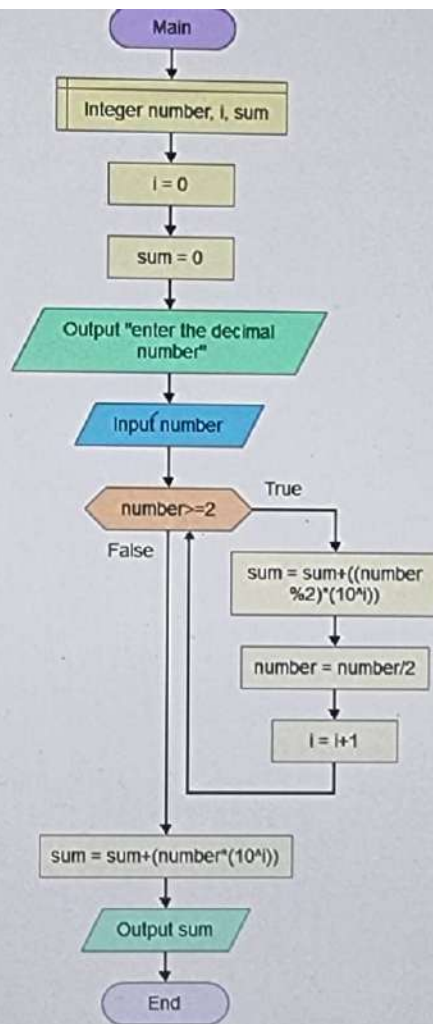 Main
Integer number, i, sum
i = 0
sum = 0
Output "enter the decimal
number"
Input number
number>=2
True
False
sum = sum+((number
%2)*(10^i))
number = number/2
i = i+1
sum = sum+(number*(10^i))
Output sum
End